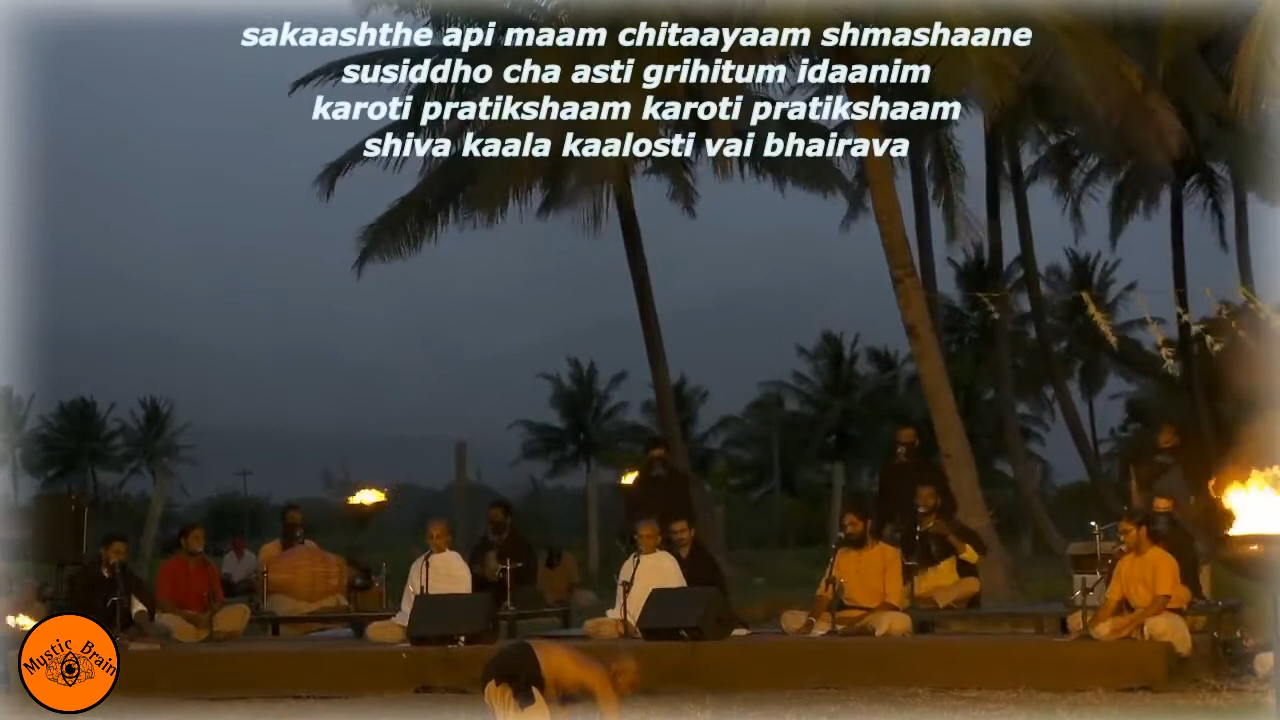 sakaashthe api maam chitaayaam shmashaane
susiddho cha asti grihitum idaanim
karoti pratikshaam karoti pratikshaam
shiva kaala kaalosti vai bhairava
Mustic Brain